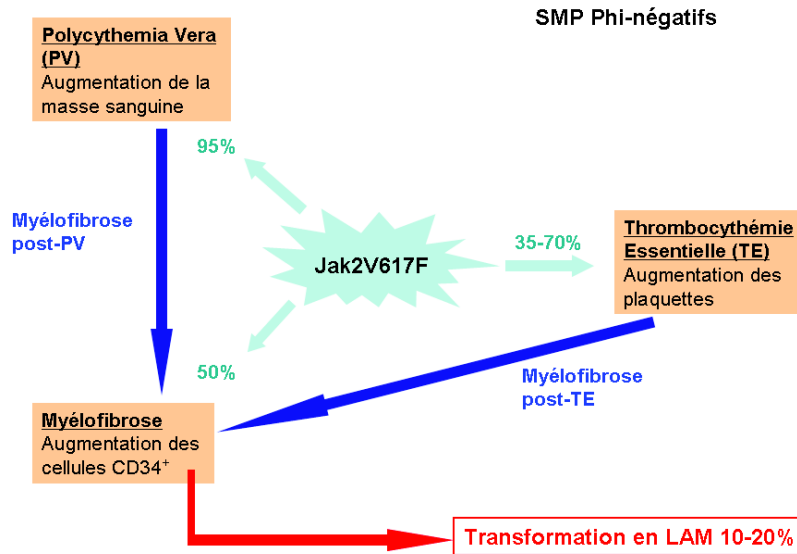 SMP Phi-négatifs
Polycythemia Vera
(PV)
Augmentation de la
masse sanguine
95%
Myélofibrose
post-PV
Jak2V617F
35-70%
Thrombocythémie
Essentielle (TE)
Augmentation des
plaquettes
50%
Myélofibrose
post-TE
Myélofibrose
Augmentation des
cellules CD34⁺
Transformation en LAM 10-20%